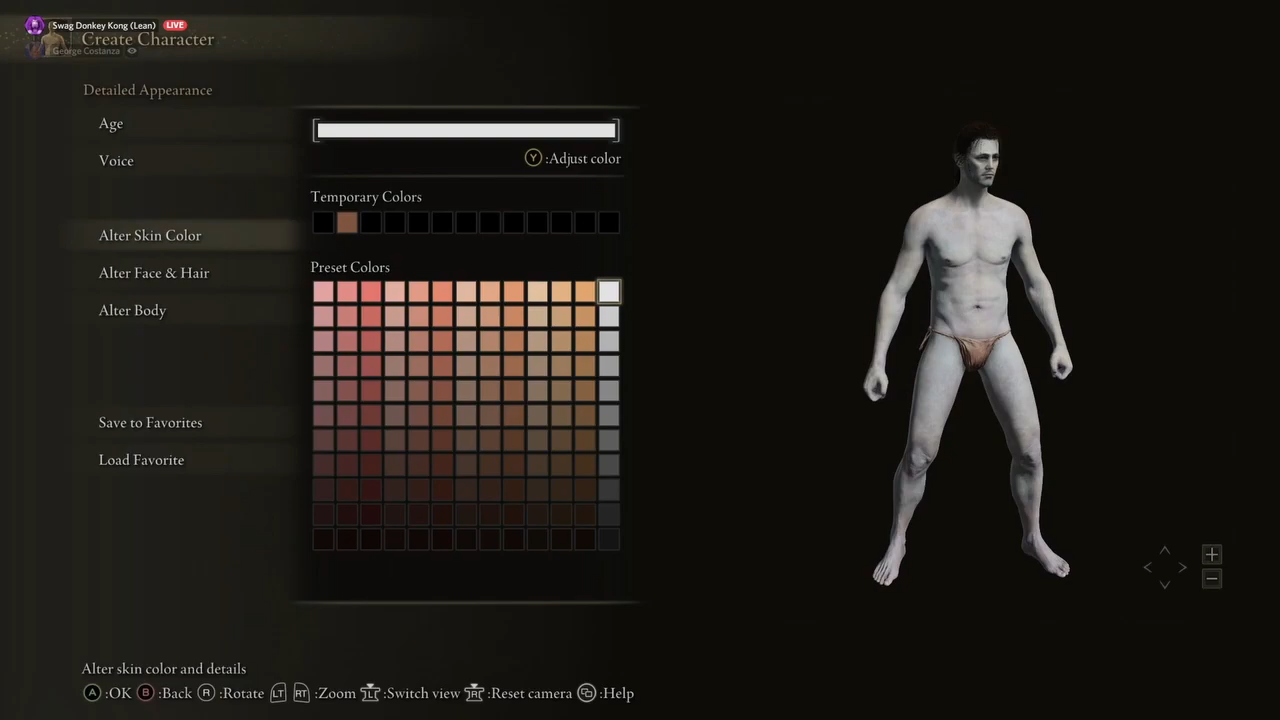 Swag Donkey Kong (Lean) LIVE
Create Character
George Costanza
Detailed Appearance
Age
Voice
Alter Skin Color
Alter Face & Hair
Alter Body
Save to Favorites
Load Favorite
Y :Adjust color
Temporary Colors
Preset Colors
Alter skin color and details
A :OK B :Back R :Rotate LT RT :Zoom L :Switch view R :Reset camera :Help